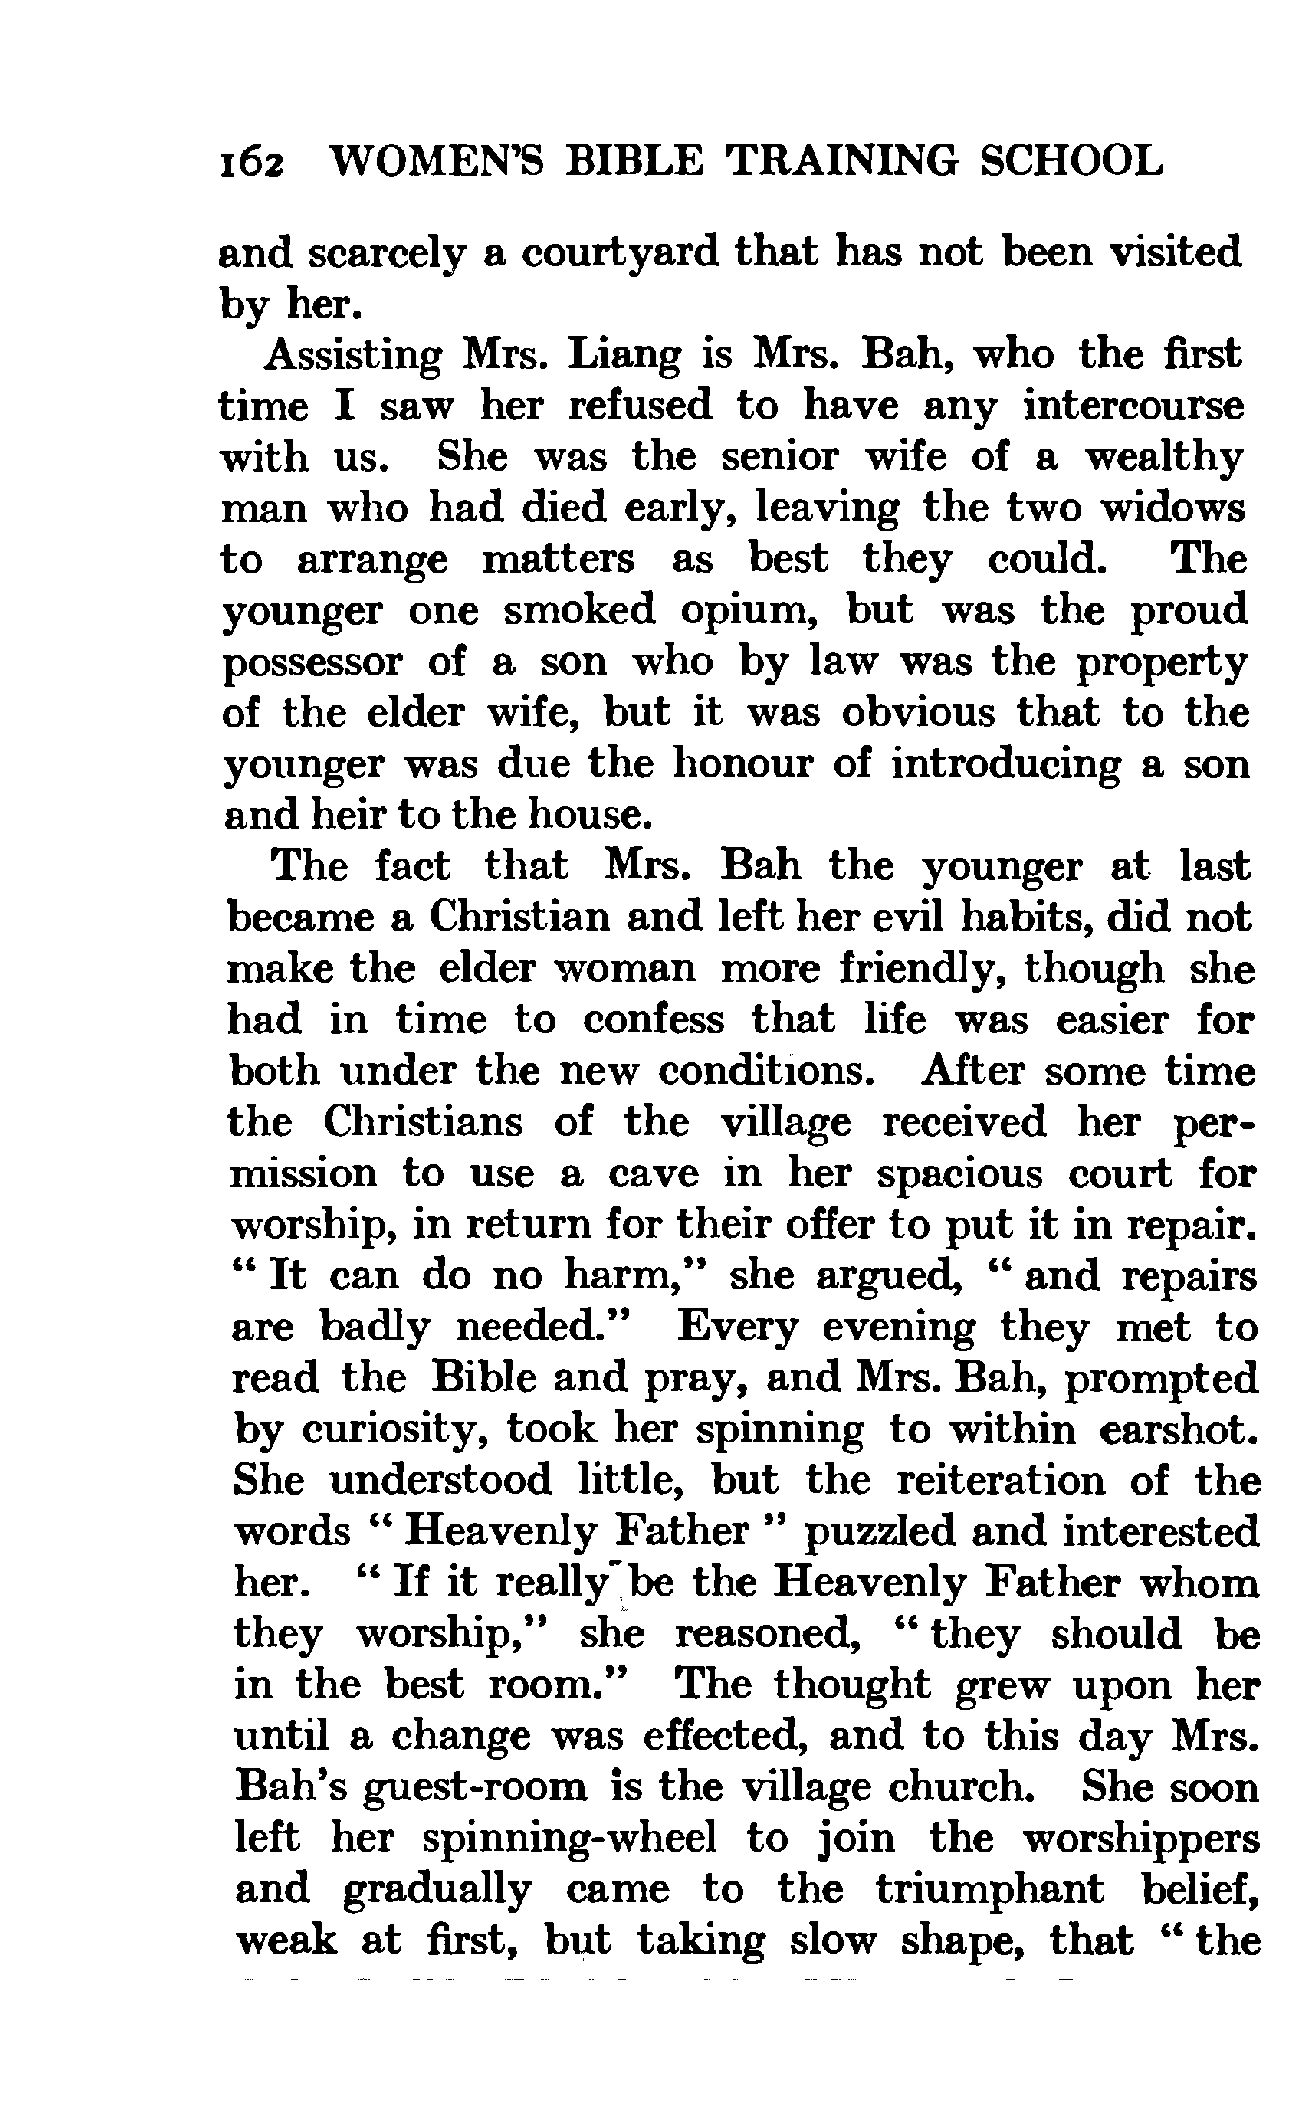 162 WOMEN'S BIBLE TRAINING SCHOOL
and scarcely a courtyard that has not been visited
by her.
Assisting Mrs. Liang is Mrs. Bah, who the first
time I saw her refused to have any intercourse
with us. She was the senior wife of a wealthy
man who had died early, leaving the two widows
to arrange matters as best they could. The
younger one smoked opium, but was the proud
possessor of a son who by law was the property
of the elder wife, but it was obvious that to the
younger was due the honour of introducing a son
and heir to the house.
The fact that Mrs. Bah the younger at last
became a Christian and left her evil habits, did not
make the elder woman more friendly, though she
had in time to confess that life was easier for
both under the new conditions. After some time
the Christians of the village received her per-
mission to use a cave in her spacious court for
worship, in return for their offer to put it in repair.
“ It can do no harm,” she argued, “ and repairs
are badly needed.” Every evening they met to
read the Bible and pray, and Mrs. Bah, prompted
by curiosity, took her spinning to within earshot.
She understood little, but the reiteration of the
words “ Heavenly Father ” puzzled and interested
her. “ If it really be the Heavenly Father whom
they worship,” she reasoned, “ they should be
in the best room.” The thought grew upon her
until a change was effected, and to this day Mrs.
Bah's guest-room is the village church. She soon
left her spinning-wheel to join the worshippers
and gradually came to the triumphant belief,
weak at first, but taking slow shape, that “ the